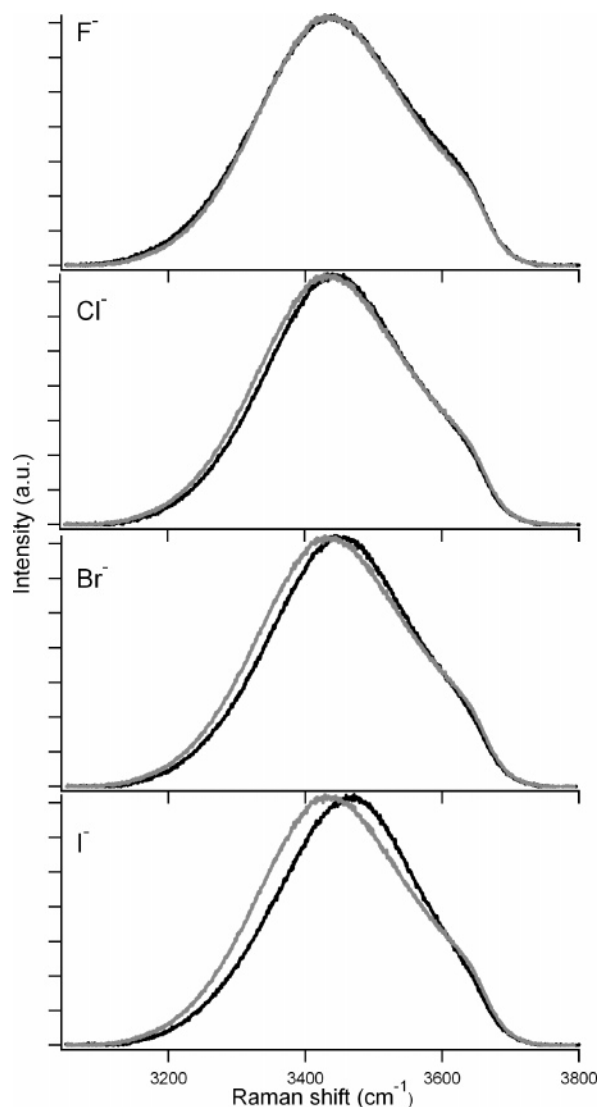 F⁻
Cl⁻
Br⁻
I⁻
Intensity (a.u.)
3200 3400 3600 3800
Raman shift (cm⁻¹)